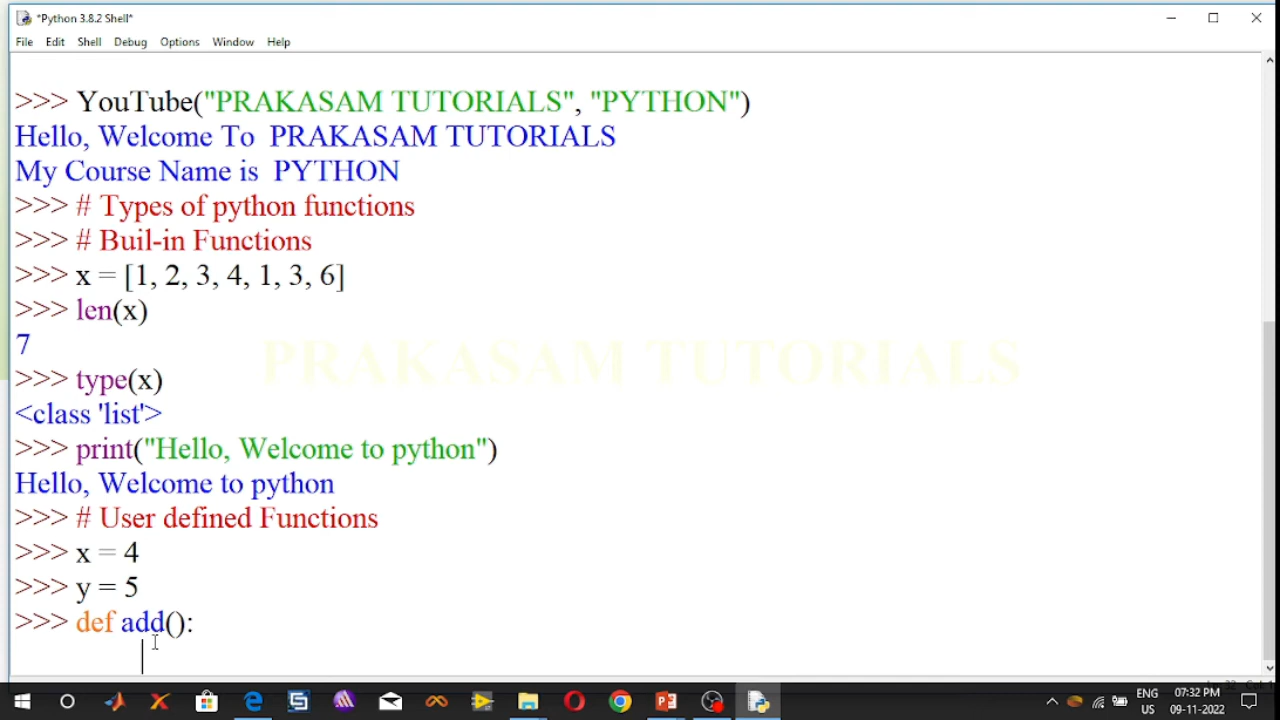 *Python 3.8.2 Shell*
File Edit Shell Debug Options Window Help
>>> YouTube("PRAKASAM TUTORIALS", "PYTHON")
Hello, Welcome To  PRAKASAM TUTORIALS
My Course Name is  PYTHON
>>> # Types of python functions
>>> # Buil-in Functions
>>> x = [1, 2, 3, 4, 1, 3, 6]
>>> len(x)
7
PRAKASAM TUTORIALS
>>> type(x)
<class 'list'>
>>> print("Hello, Welcome to python")
Hello, Welcome to python
>>> # User defined Functions
>>> x = 4
>>> y = 5
>>> def add():
ENG 07:32 PM
US 09-11-2022